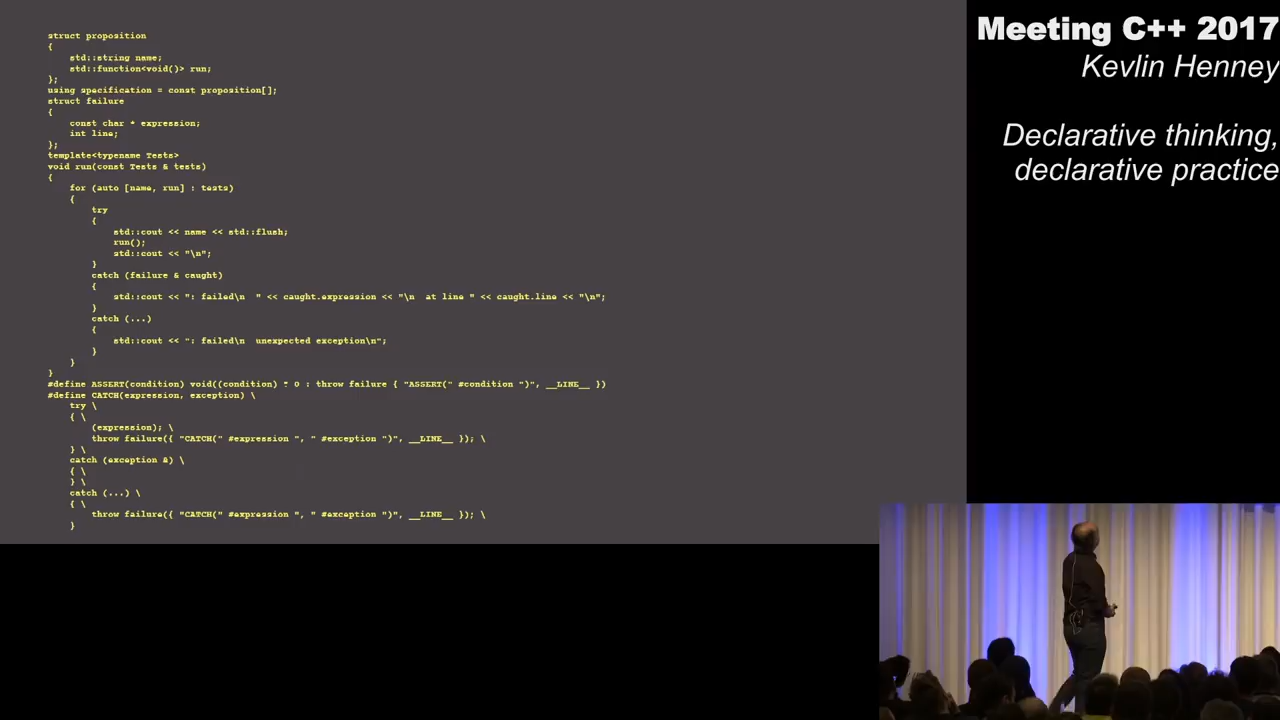 struct proposition
{
    std::string name;
    std::function<void()> run;
};
using specification = const proposition[];
struct failure
{
    const char * expression;
    int line;
};
template<typename Tests>
void run(const Tests & tests)
{
    for (auto [name, run] : tests)
    {
        try
        {
            std::cout << name << std::flush;
            run();
            std::cout << "\n";
        }
        catch (failure & caught)
        {
            std::cout << ": failed\n  " << caught.expression << "\n  at line " << caught.line << "\n";
        }
        catch (...)
        {
            std::cout << ": failed\n  unexpected exception\n";
        }
    }
}
#define ASSERT(condition) void((condition) ? 0 : throw failure { "ASSERT(" #condition ")", __LINE__ })
#define CATCH(expression, exception) \
    try \
    { \
        (expression); \
        throw failure({ "CATCH(" #expression ", " #exception ")", __LINE__ }); \
    } \
    catch (exception &) \
    { \
    } \
    catch (...) \
    { \
        throw failure({ "CATCH(" #expression ", " #exception ")", __LINE__ }); \
    }
Meeting C++ 2017
Kevlin Henney
Declarative thinking,
declarative practice